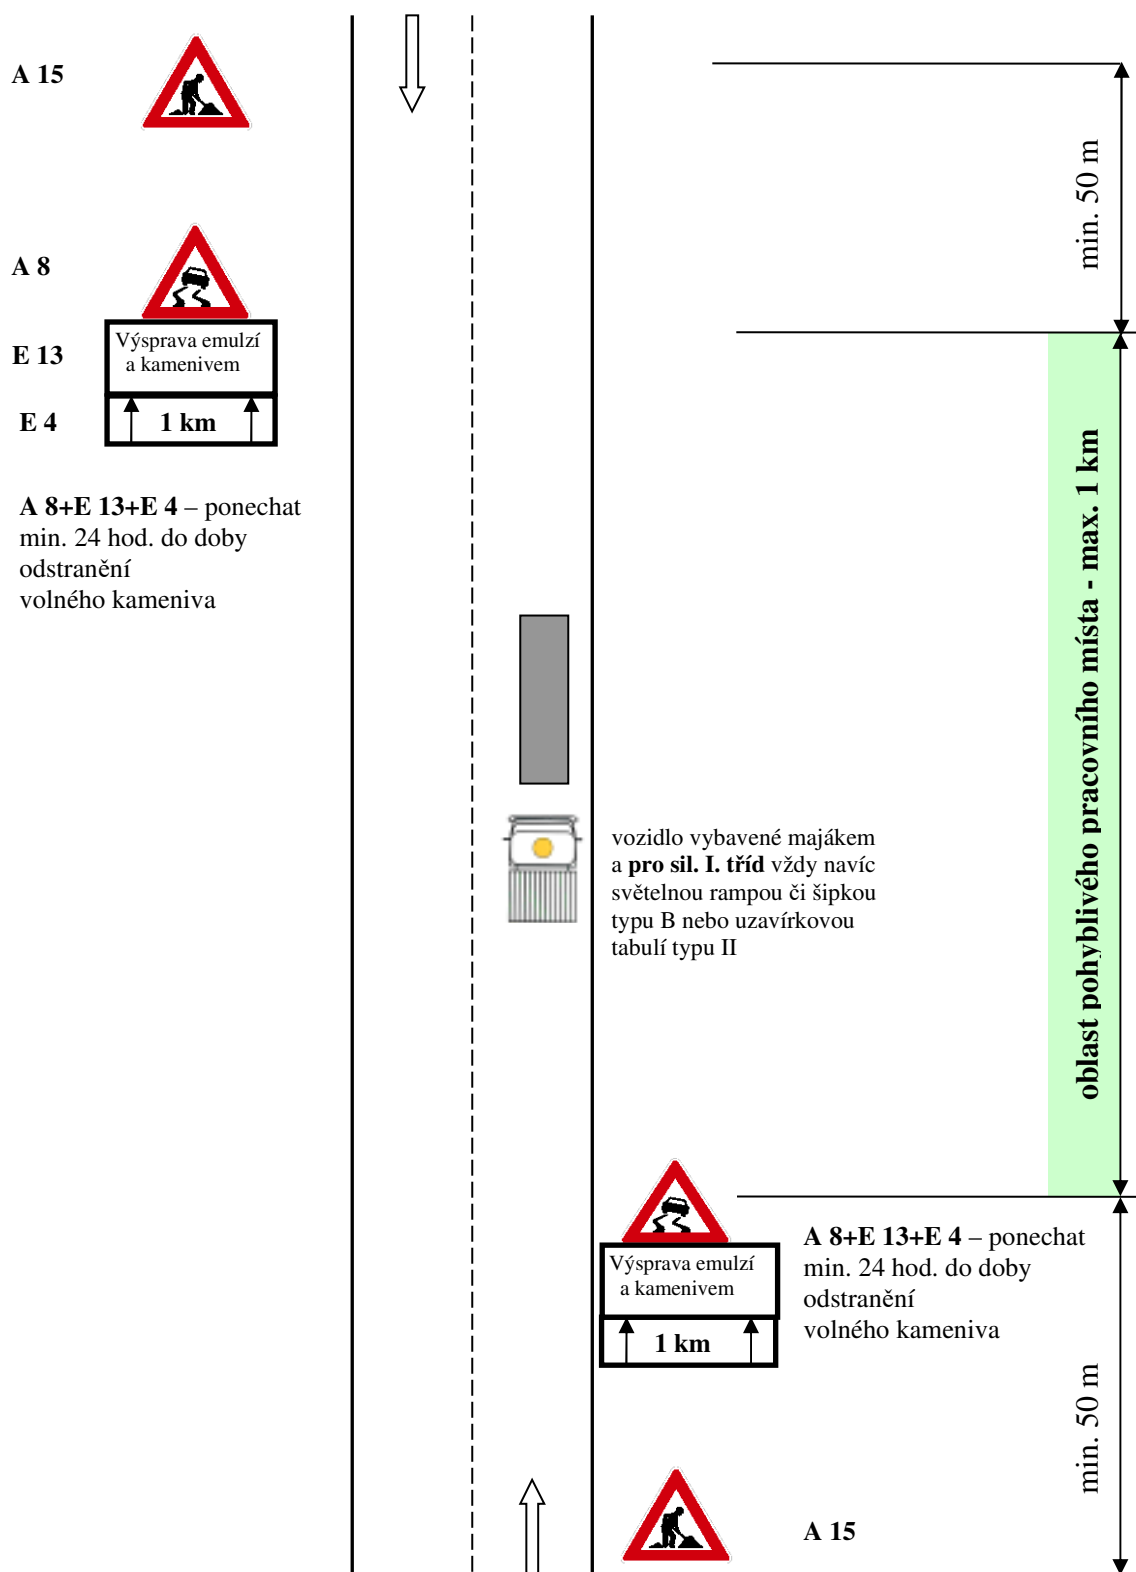 A 15
min. 50 m
A 8
E 13
Výsprava emulzí
a kamenivem
E 4
1 km
A 8+E 13+E 4 – ponechat
min. 24 hod. do doby
odstranění
volného kameniva
oblast pohyblivého pracovního místa - max. 1 km
vozidlo vybavené majákem
a pro sil. I. tříd vždy navíc
světelnou rampou či šipkou
typu B nebo uzavírkovou
tabulí typu II
Výsprava emulzí
a kamenivem
1 km
A 8+E 13+E 4 – ponechat
min. 24 hod. do doby
odstranění
volného kameniva
min. 50 m
A 15